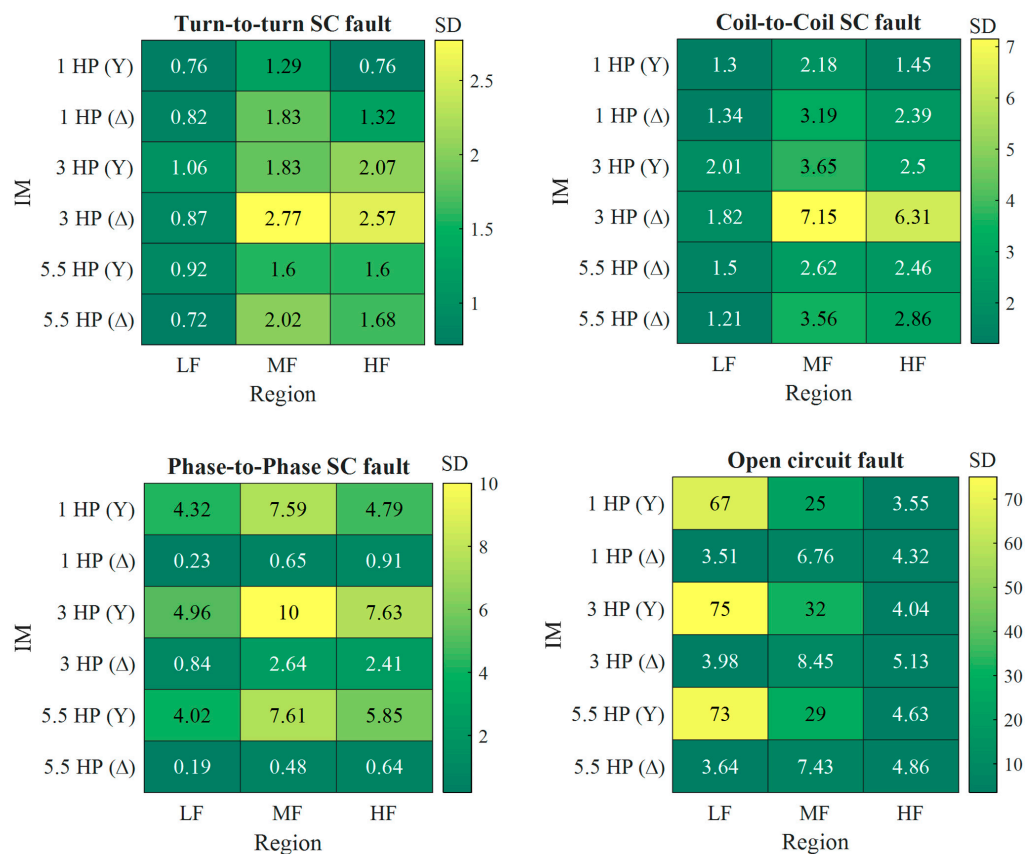 Turn-to-turn SC fault
SD
1 HP (Y) 0.76 1.29 0.76
1 HP (Δ) 0.82 1.83 1.32
3 HP (Y) 1.06 1.83 2.07
3 HP (Δ) 0.87 2.77 2.57
5.5 HP (Y) 0.92 1.6 1.6
5.5 HP (Δ) 0.72 2.02 1.68
IM
LF MF HF
Region
2.5
2
1.5
1
Coil-to-Coil SC fault
SD
1 HP (Y) 1.3 2.18 1.45
1 HP (Δ) 1.34 3.19 2.39
3 HP (Y) 2.01 3.65 2.5
3 HP (Δ) 1.82 7.15 6.31
5.5 HP (Δ) 1.5 2.62 2.46
5.5 HP (Δ) 1.21 3.56 2.86
IM
LF MF HF
Region
7
6
5
4
3
2
Phase-to-Phase SC fault
SD
1 HP (Y) 4.32 7.59 4.79
1 HP (Δ) 0.23 0.65 0.91
3 HP (Y) 4.96 10 7.63
3 HP (Δ) 0.84 2.64 2.41
5.5 HP (Y) 4.02 7.61 5.85
5.5 HP (Δ) 0.19 0.48 0.64
IM
LF MF HF
Region
10
8
6
4
2
Open circuit fault
SD
1 HP (Y) 67 25 3.55
1 HP (Δ) 3.51 6.76 4.32
3 HP (Y) 75 32 4.04
3 HP (Δ) 3.98 8.45 5.13
5.5 HP (Y) 73 29 4.63
5.5 HP (Δ) 3.64 7.43 4.86
IM
LF MF HF
Region
70
60
50
40
30
20
10